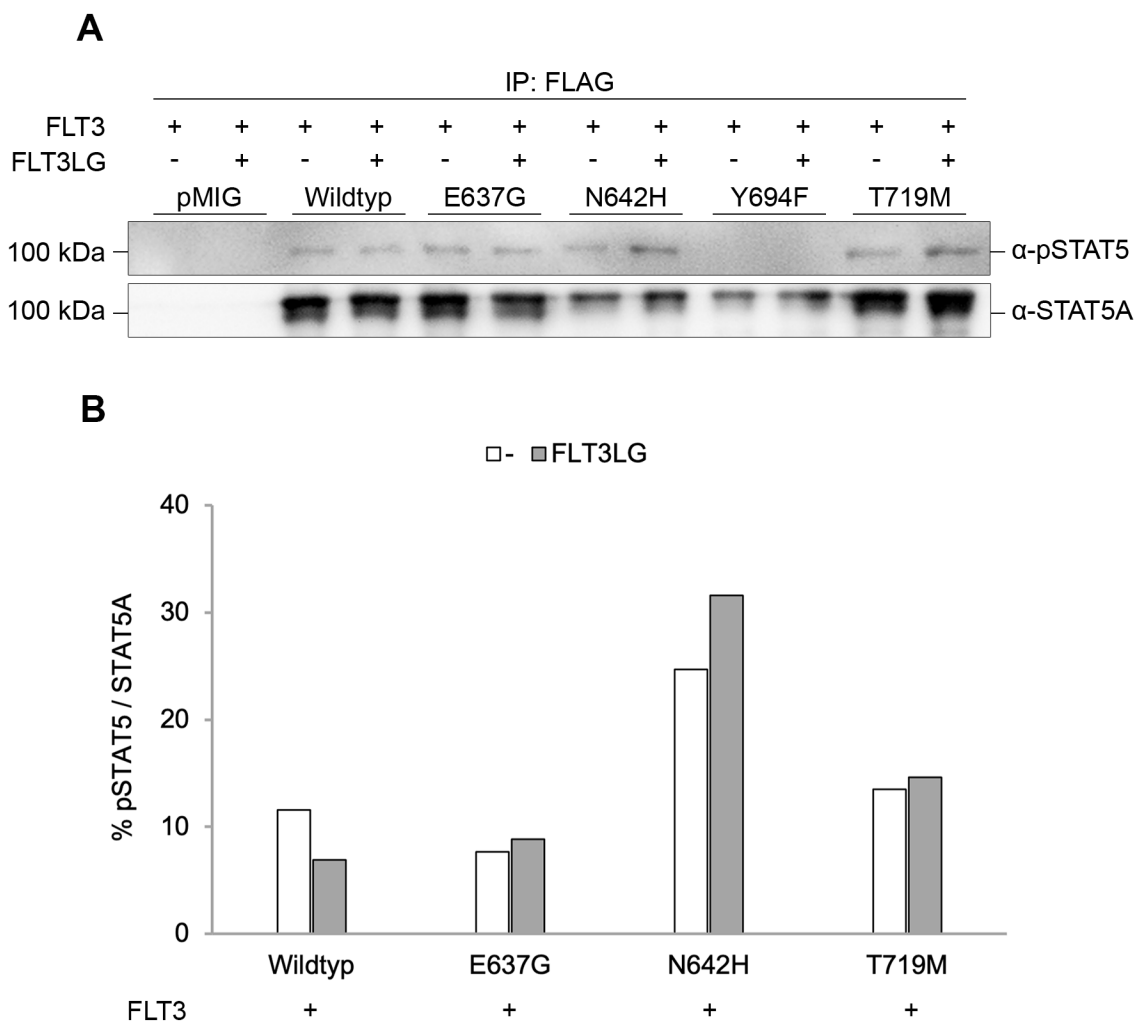 A
IP: FLAG
FLT3 + + + + + + + + + + + +
FLT3LG - + - + - + - + - + - +
pMIG Wildtyp E637G N642H Y694F T719M
100 kDa α-pSTAT5
100 kDa α-STAT5A
B
- FLT3LG
% pSTAT5 / STAT5A
40
30
20
10
0
Wildtyp E637G N642H T719M
FLT3 + + + +